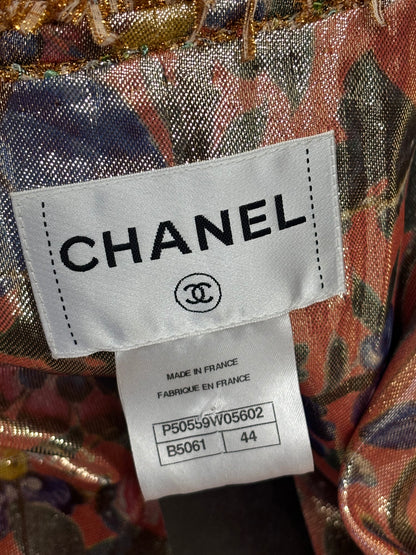 CHANEL
MADE IN FRANCE
FABRIQUE EN FRANCE
P50559W05602
B5061 44